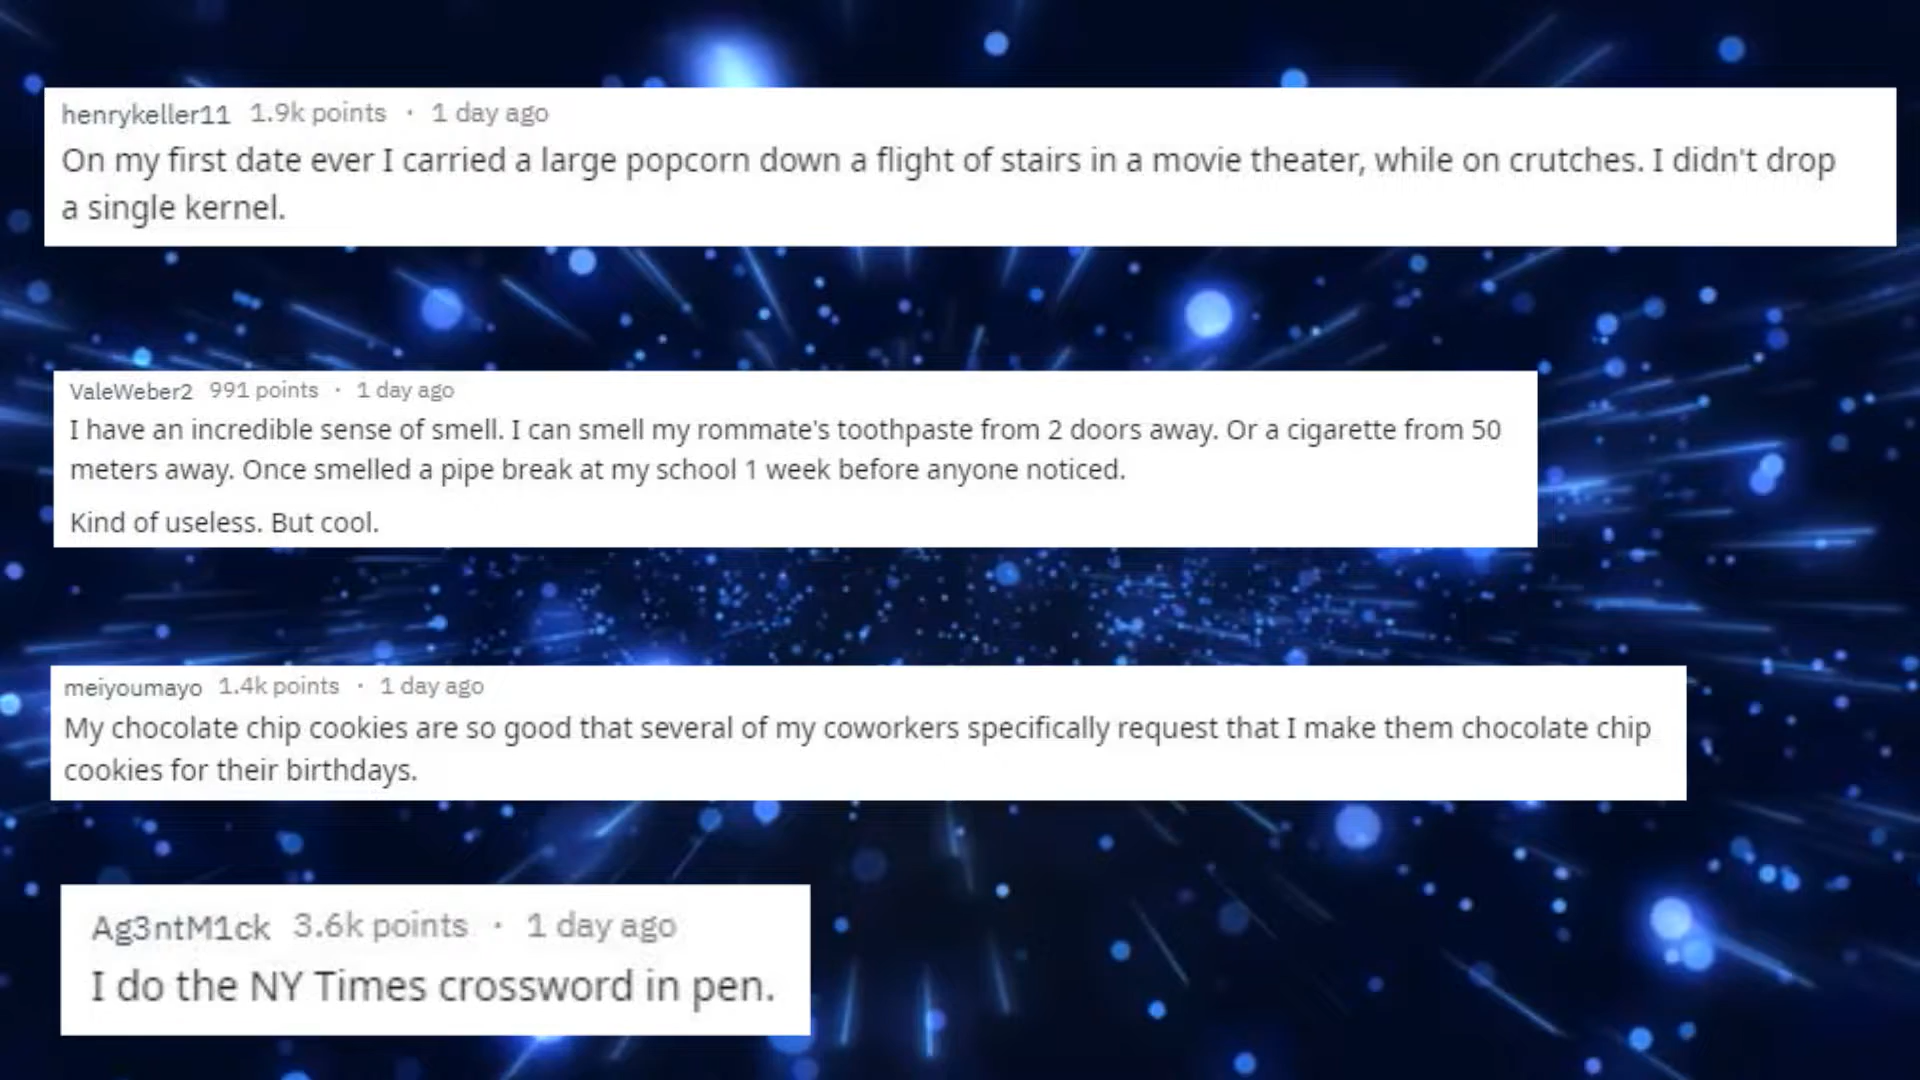 henrykeller11 1.9k points · 1 day ago
On my first date ever I carried a large popcorn down a flight of stairs in a movie theater, while on crutches. I didn't drop
a single kernel.
ValeWeber2 991 points · 1 day ago
I have an incredible sense of smell. I can smell my rommate's toothpaste from 2 doors away. Or a cigarette from 50
meters away. Once smelled a pipe break at my school 1 week before anyone noticed.
Kind of useless. But cool.
meiyoumayo 1.4k points · 1 day ago
My chocolate chip cookies are so good that several of my coworkers specifically request that I make them chocolate chip
cookies for their birthdays.
Ag3ntM1ck 3.6k points · 1 day ago
I do the NY Times crossword in pen.